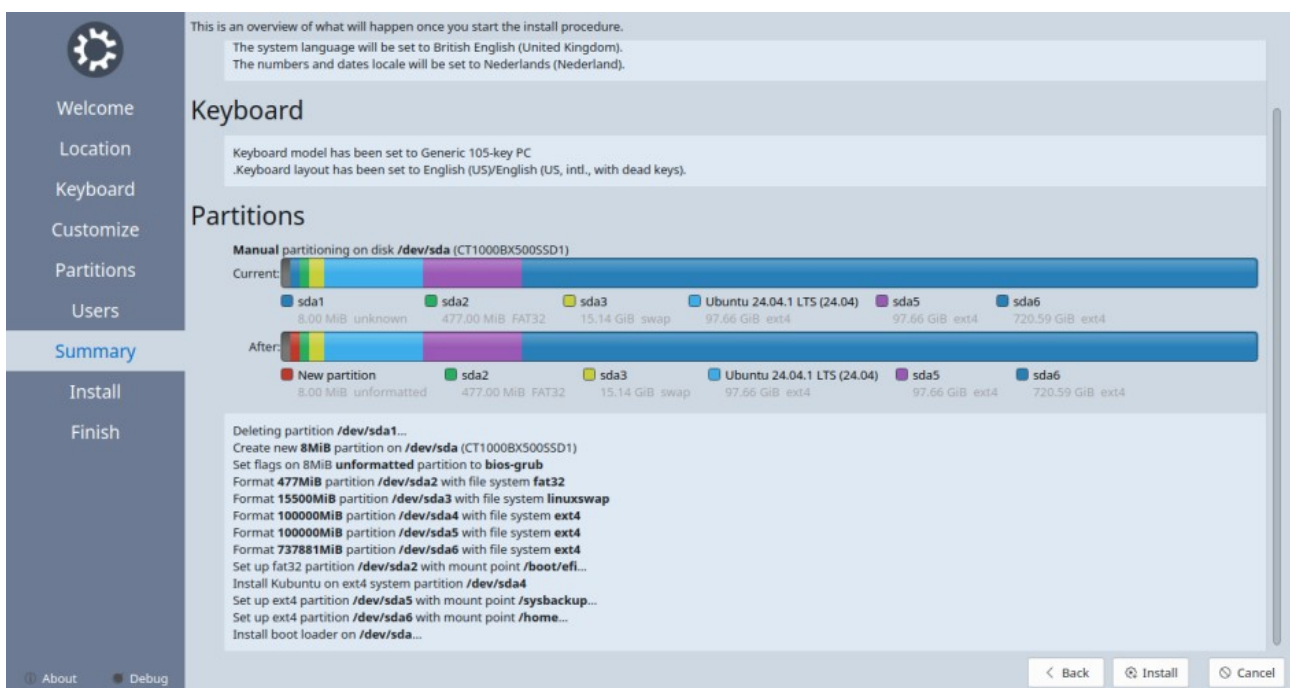 Welcome
Location
Keyboard
Customize
Partitions
Users
Summary
Install
Finish
About
Debug
This is an overview of what will happen once you start the install procedure.
The system language will be set to British English (United Kingdom).
The numbers and dates locale will be set to Nederlands (Nederland).
Keyboard
Keyboard model has been set to Generic 105-key PC
.Keyboard layout has been set to English (US)/English (US, intl., with dead keys).
Partitions
Manual partitioning on disk /dev/sda (CT1000BX500SSD1)
Current:
sda1 sda2 sda3 Ubuntu 24.04.1 LTS (24.04) sda5 sda6
8.00 MiB unknown 477.00 MiB FAT32 15.14 GiB swap 97.66 GiB ext4 97.66 GiB ext4 720.59 GiB ext4
After:
New partition sda2 sda3 Ubuntu 24.04.1 LTS (24.04) sda5 sda6
8.00 MiB unformatted 477.00 MiB FAT32 15.14 GiB swap 97.66 GiB ext4 97.66 GiB ext4 720.59 GiB ext4
Deleting partition /dev/sda1...
Create new 8MiB partition on /dev/sda (CT1000BX500SSD1)
Set flags on 8MiB unformatted partition to bios-grub
Format 477MiB partition /dev/sda2 with file system fat32
Format 15500MiB partition /dev/sda3 with file system linuxswap
Format 100000MiB partition /dev/sda4 with file system ext4
Format 100000MiB partition /dev/sda5 with file system ext4
Format 737881MiB partition /dev/sda6 with file system ext4
Set up fat32 partition /dev/sda2 with mount point /boot/efi...
Install Kubuntu on ext4 system partition /dev/sda4
Set up ext4 partition /dev/sda5 with mount point /sysbackup...
Set up ext4 partition /dev/sda6 with mount point /home...
Install boot loader on /dev/sda...
Back Install Cancel